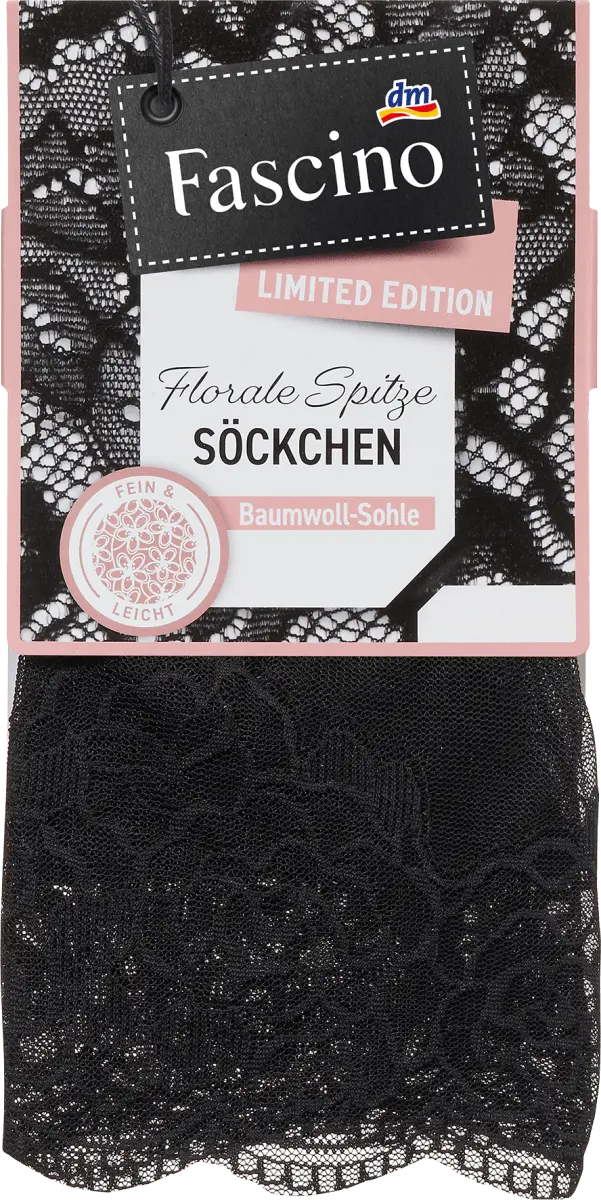 dm
Fascino
LIMITED EDITION
Florale Spitze
SÖCKCHEN
Baumwoll-Sohle
FEIN &
LEICHT